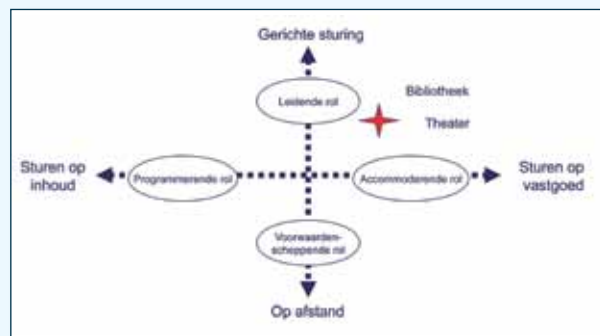 Gerichte sturing
Leidende rol
Bibliotheek
Theater
Sturen op
inhoud
Programmerende rol
Accommoderende rol
Sturen op
vastgoed
Voorwaarden-
scheppende rol
Op afstand